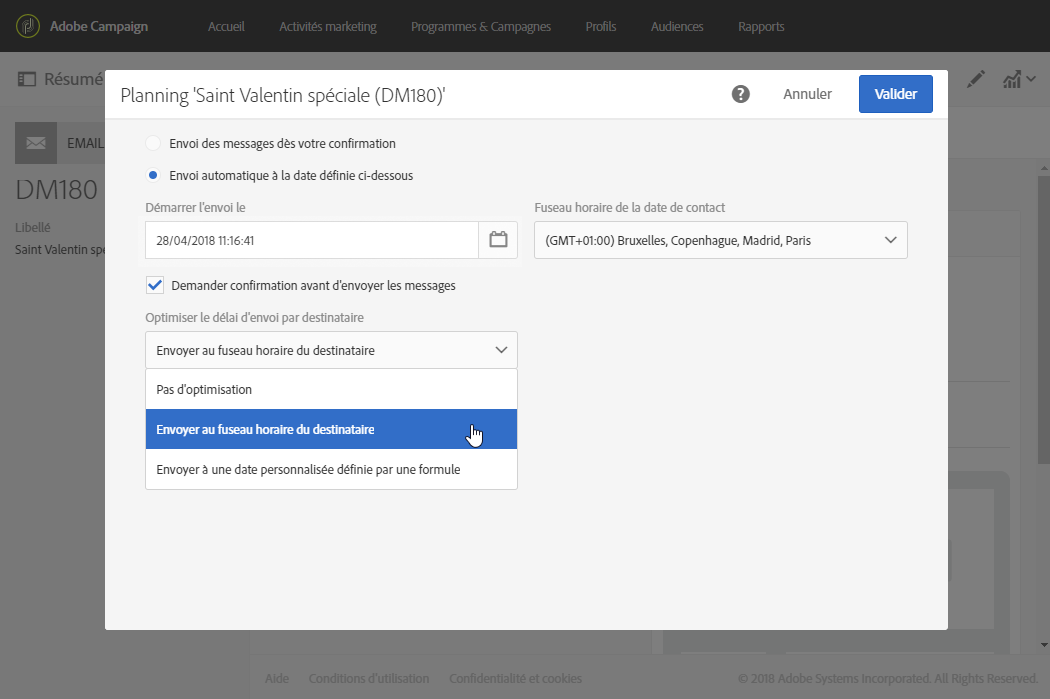 Adobe Campaign
Accueil
Activités marketing
Programmes & Campagnes
Profils
Audiences
Rapports
Résumé
Planning 'Saint Valentin spéciale (DM180)'
?
Annuler
Valider
EMAIL
DM180
Libellé
Saint Valentin spé
Envoi des messages dès votre confirmation
Envoi automatique à la date définie ci-dessous
Démarrer l'envoi le
Fuseau horaire de la date de contact
28/04/2018 11:16:41
(GMT+01:00) Bruxelles, Copenhague, Madrid, Paris
Demander confirmation avant d'envoyer les messages
Optimiser le délai d'envoi par destinataire
Envoyer au fuseau horaire du destinataire
Pas d'optimisation
Envoyer au fuseau horaire du destinataire
Envoyer à une date personnalisée définie par une formule
Aide
Conditions d'utilisation
Confidentialité et cookies
© 2018 Adobe Systems Incorporated. All Rights Reserved.